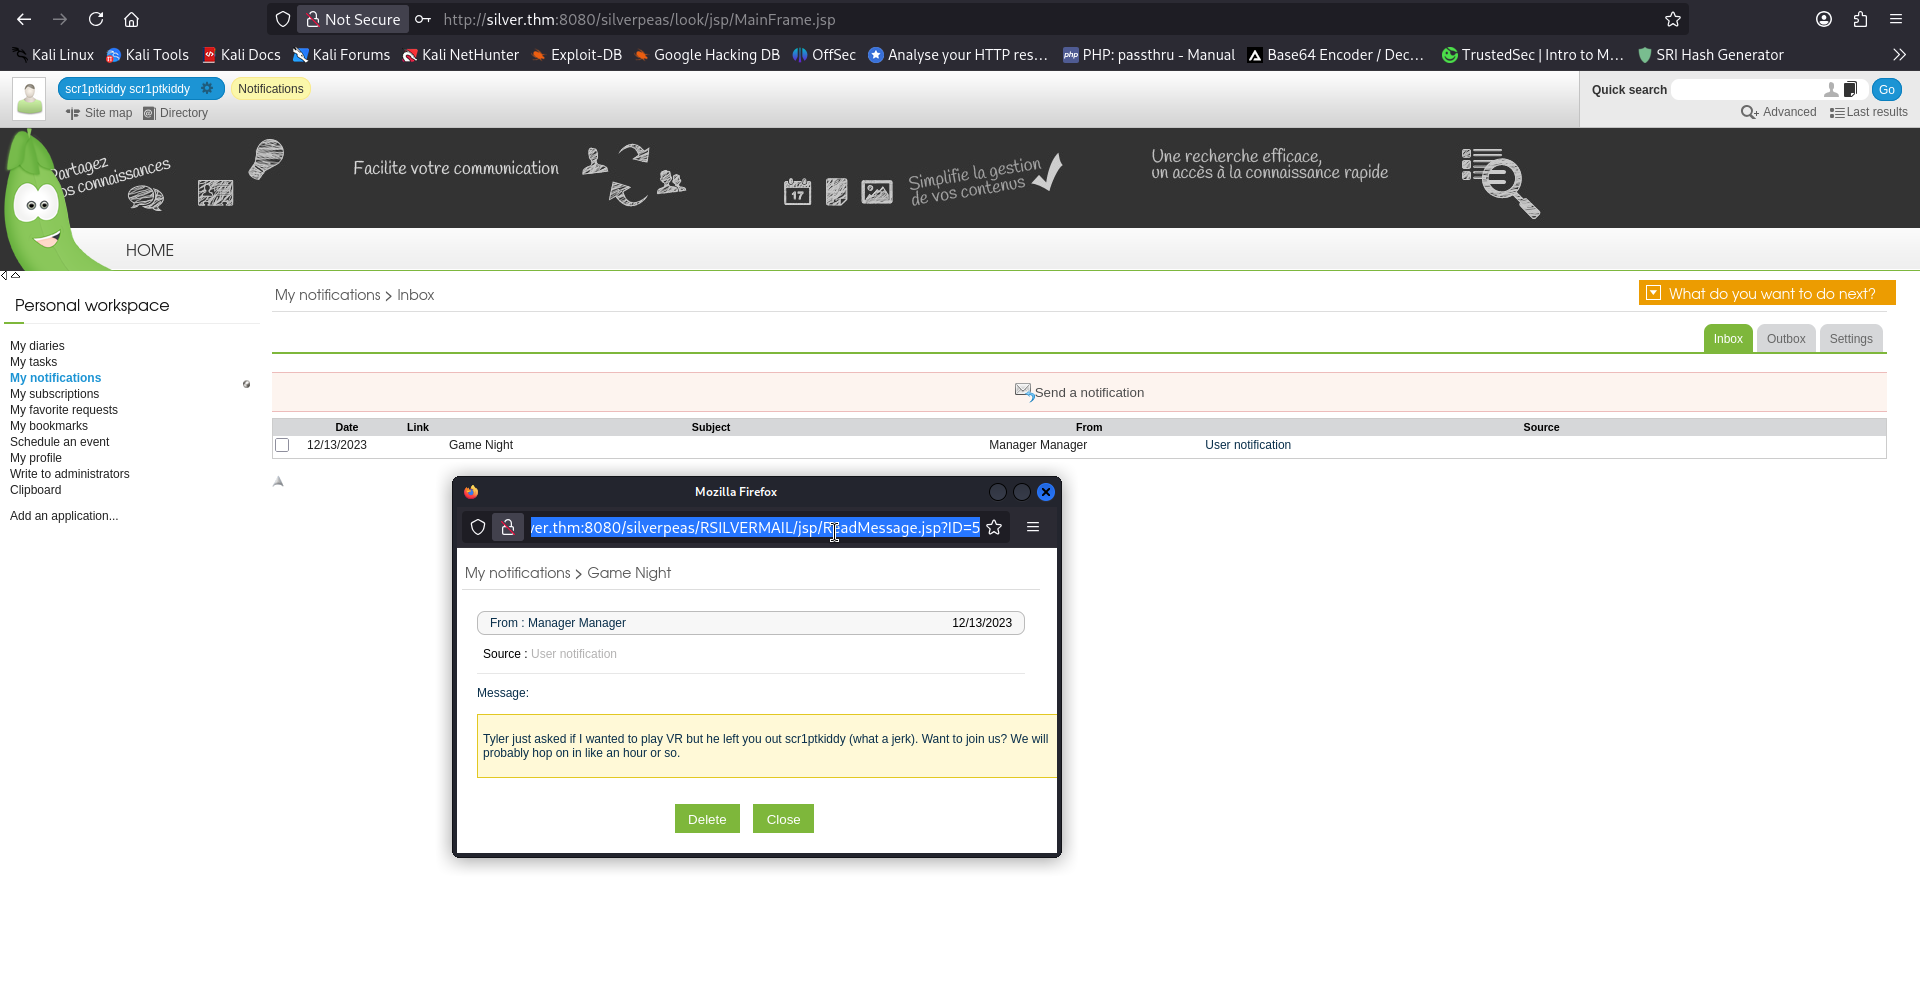 Not Secure
http://silver.thm:8080/silverpeas/look/jsp/MainFrame.jsp
Kali Linux Kali Tools Kali Docs Kali Forums Kali NetHunter Exploit-DB Google Hacking DB OffSec Analyse your HTTP res… PHP: passthru - Manual Base64 Encoder / Dec… TrustedSec | Intro to M… SRI Hash Generator
scr1ptkiddy scr1ptkiddy Notifications
Site map Directory
Quick search Go
Advanced Last results
Partagez
vos connaissances
Facilite votre communication
17
Simplifie la gestion
de vos contenus
Une recherche efficace,
un accès à la connaissance rapide
HOME
Personal workspace
My diaries
My tasks
My notifications
My subscriptions
My favorite requests
My bookmarks
Schedule an event
My profile
Write to administrators
Clipboard
Add an application...
My notifications > Inbox
What do you want to do next?
Inbox Outbox Settings
Send a notification
Date Link Subject From Source
12/13/2023 Game Night Manager Manager User notification
Mozilla Firefox
ver.thm:8080/silverpeas/RSILVERMAIL/jsp/ReadMessage.jsp?ID=5
My notifications > Game Night
From : Manager Manager 12/13/2023
Source : User notification
Message:
Tyler just asked if I wanted to play VR but he left you out scr1ptkiddy (what a jerk). Want to join us? We will
probably hop on in like an hour or so.
Delete Close